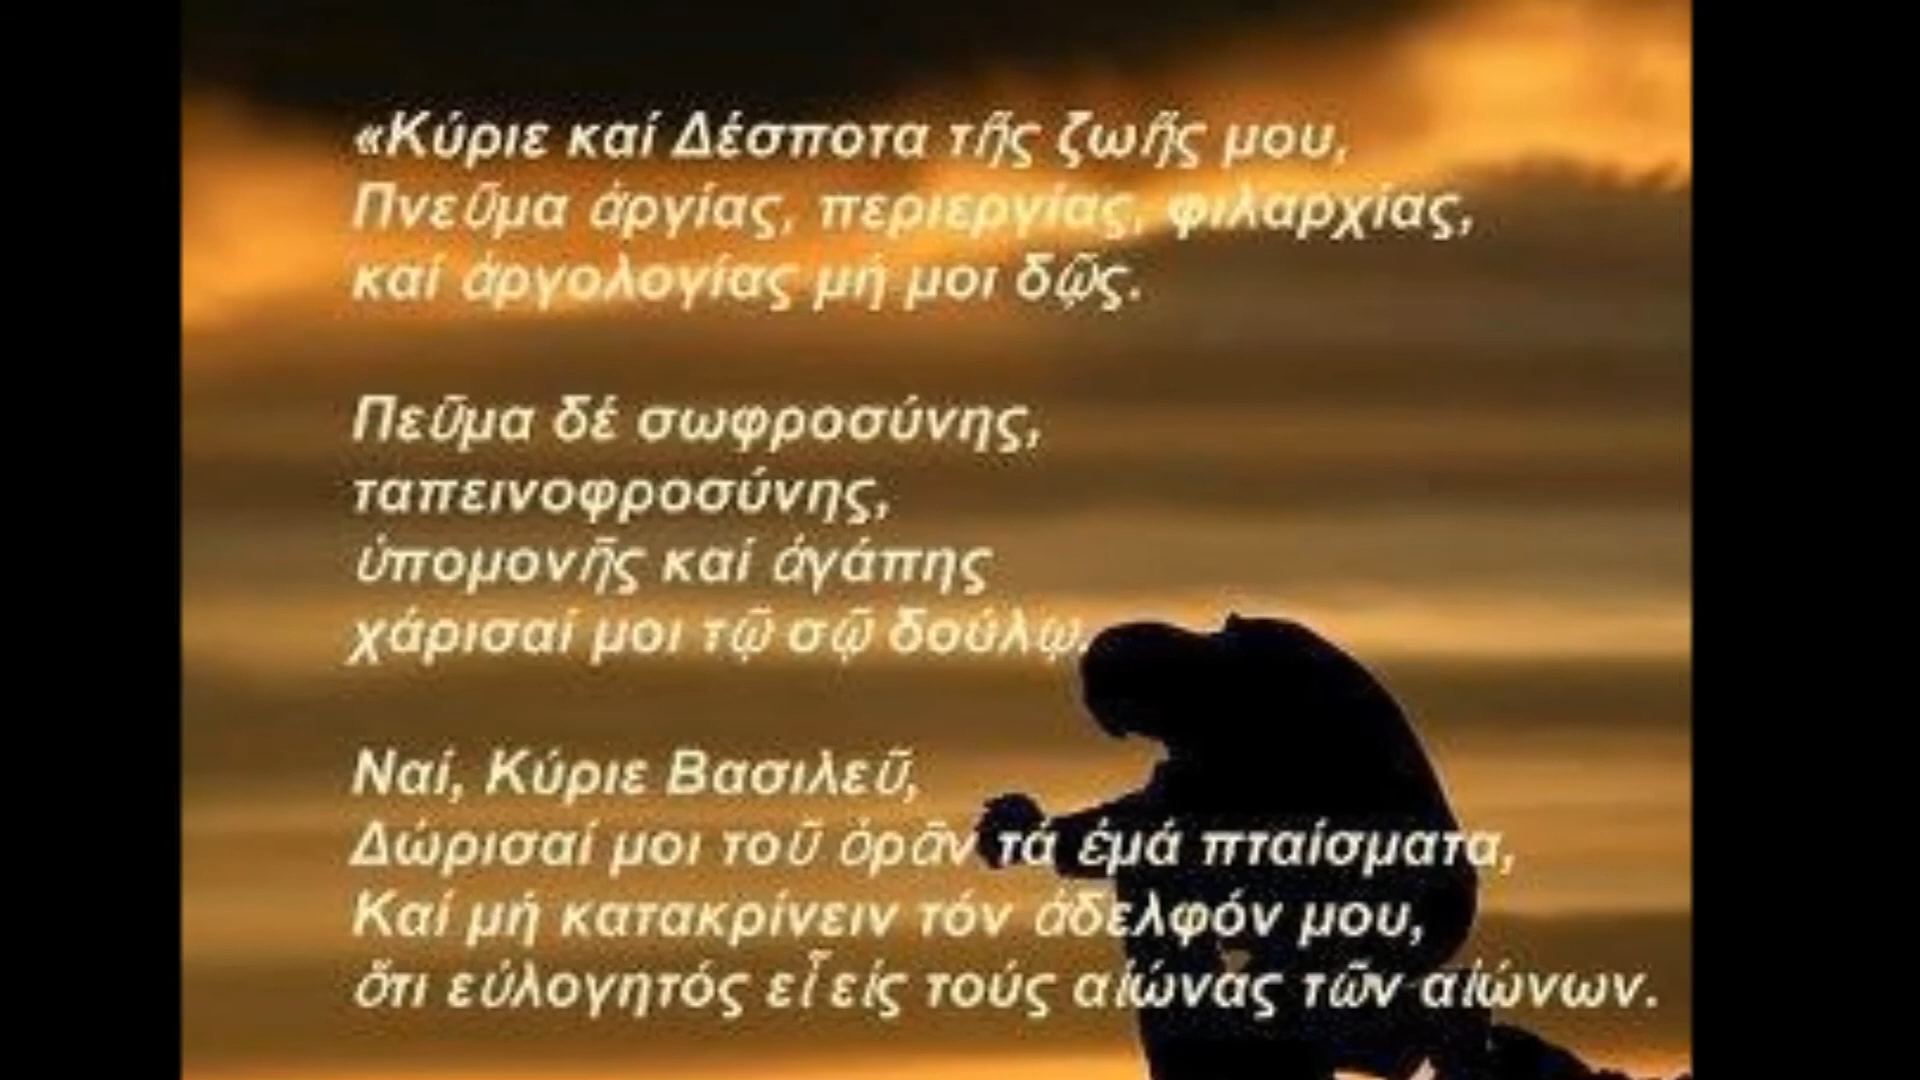 «Κύριε καί Δέσποτα τῆς ζωῆς μου,
Πνεῦμα ἀργίας, περιεργίας, φιλαρχίας,
καί ἀργολογίας μή μοι δῷς.
Πεῦμα δέ σωφροσύνης,
ταπεινοφροσύνης,
ὑπομονῆς καί ἀγάπης
χάρισαί μοι τῷ σῷ δούλῳ.
Ναί, Κύριε Βασιλεῦ,
Δώρισαί μοι τοῦ ὁρᾶν τά ἐμά πταίσματα,
Καί μή κατακρίνειν τόν ἀδελφόν μου,
ὅτι εὐλογητός εἶ εἰς τούς αἰώνας τῶν αἰώνων.